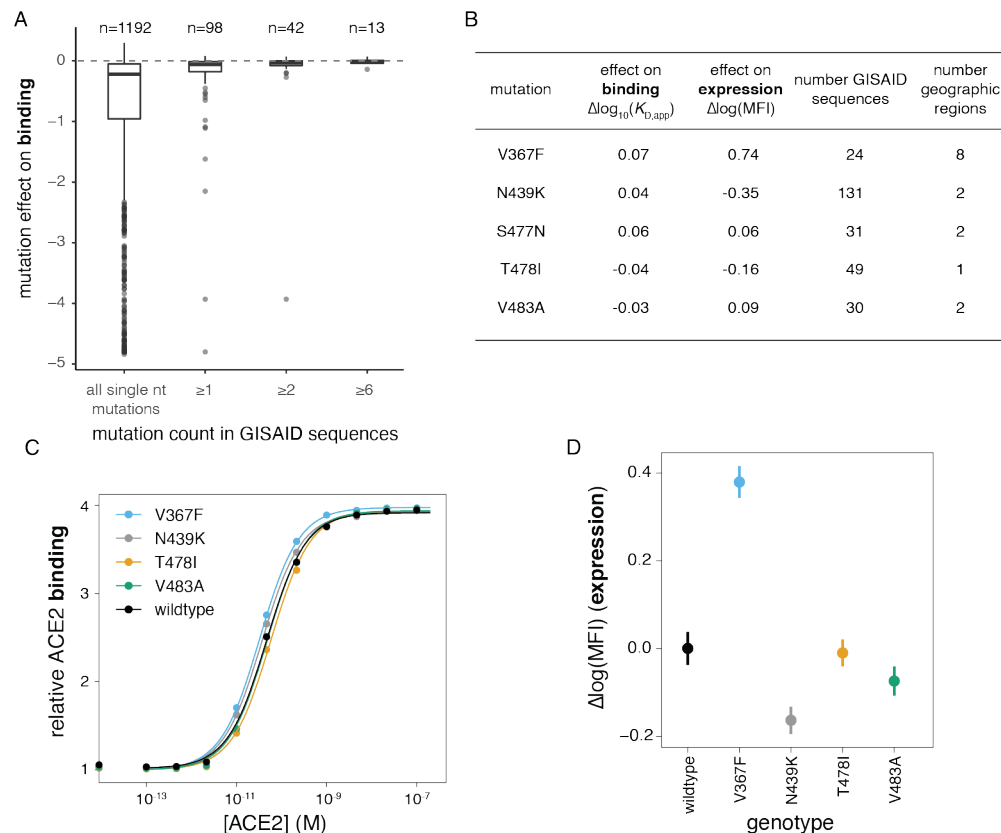 A
n=1192 n=98 n=42 n=13
0
−1
−2
−3
−4
−5
mutation effect on binding
all single nt
mutations
≥1 ≥2 ≥6
mutation count in GISAID sequences
B
mutation
effect on
binding
Δlog10(KD,app)
effect on
expression
Δlog(MFI)
number GISAID
sequences
number
geographic
regions
V367F 0.07 0.74 24 8
N439K 0.04 -0.35 131 2
S477N 0.06 0.06 31 2
T478I -0.04 -0.16 49 1
V483A -0.03 0.09 30 2
C
4
3
2
1
relative ACE2 binding
V367F
N439K
T478I
V483A
wildtype
10-13 10-11 10-9 10-7
[ACE2] (M)
D
0.4
0.2
0.0
−0.2
Δlog(MFI) (expression)
wildtype
V367F
N439K
T478I
V483A
genotype